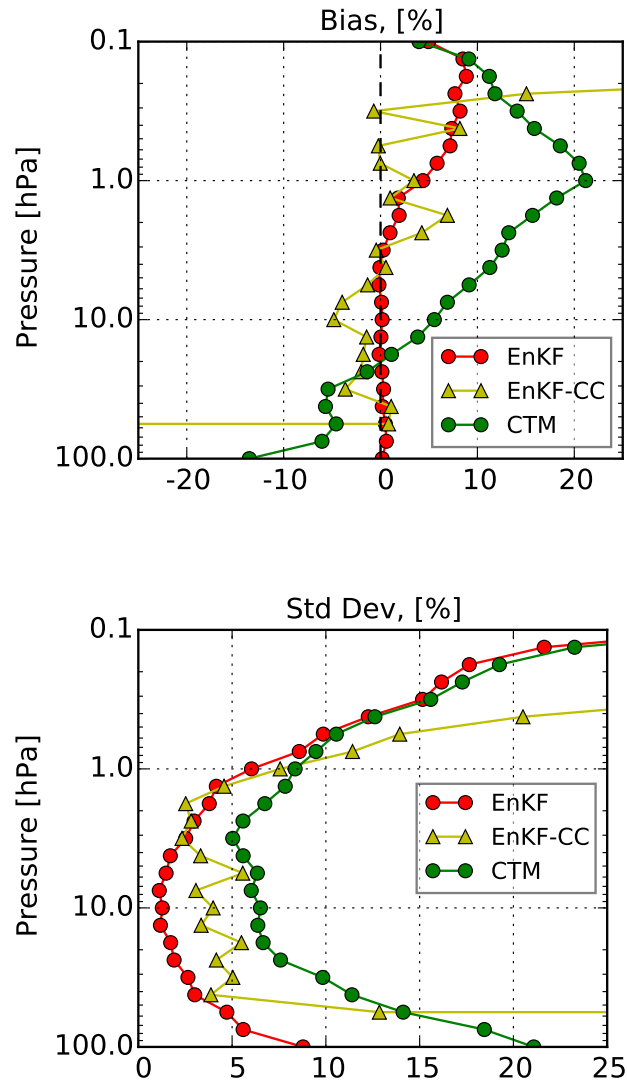 Bias, [%]
0.1
1.0
10.0
100.0
Pressure [hPa]
-20 -10 0 10 20
EnKF
EnKF-CC
CTM
Std Dev, [%]
0.1
1.0
10.0
100.0
Pressure [hPa]
0 5 10 15 20 25
EnKF
EnKF-CC
CTM